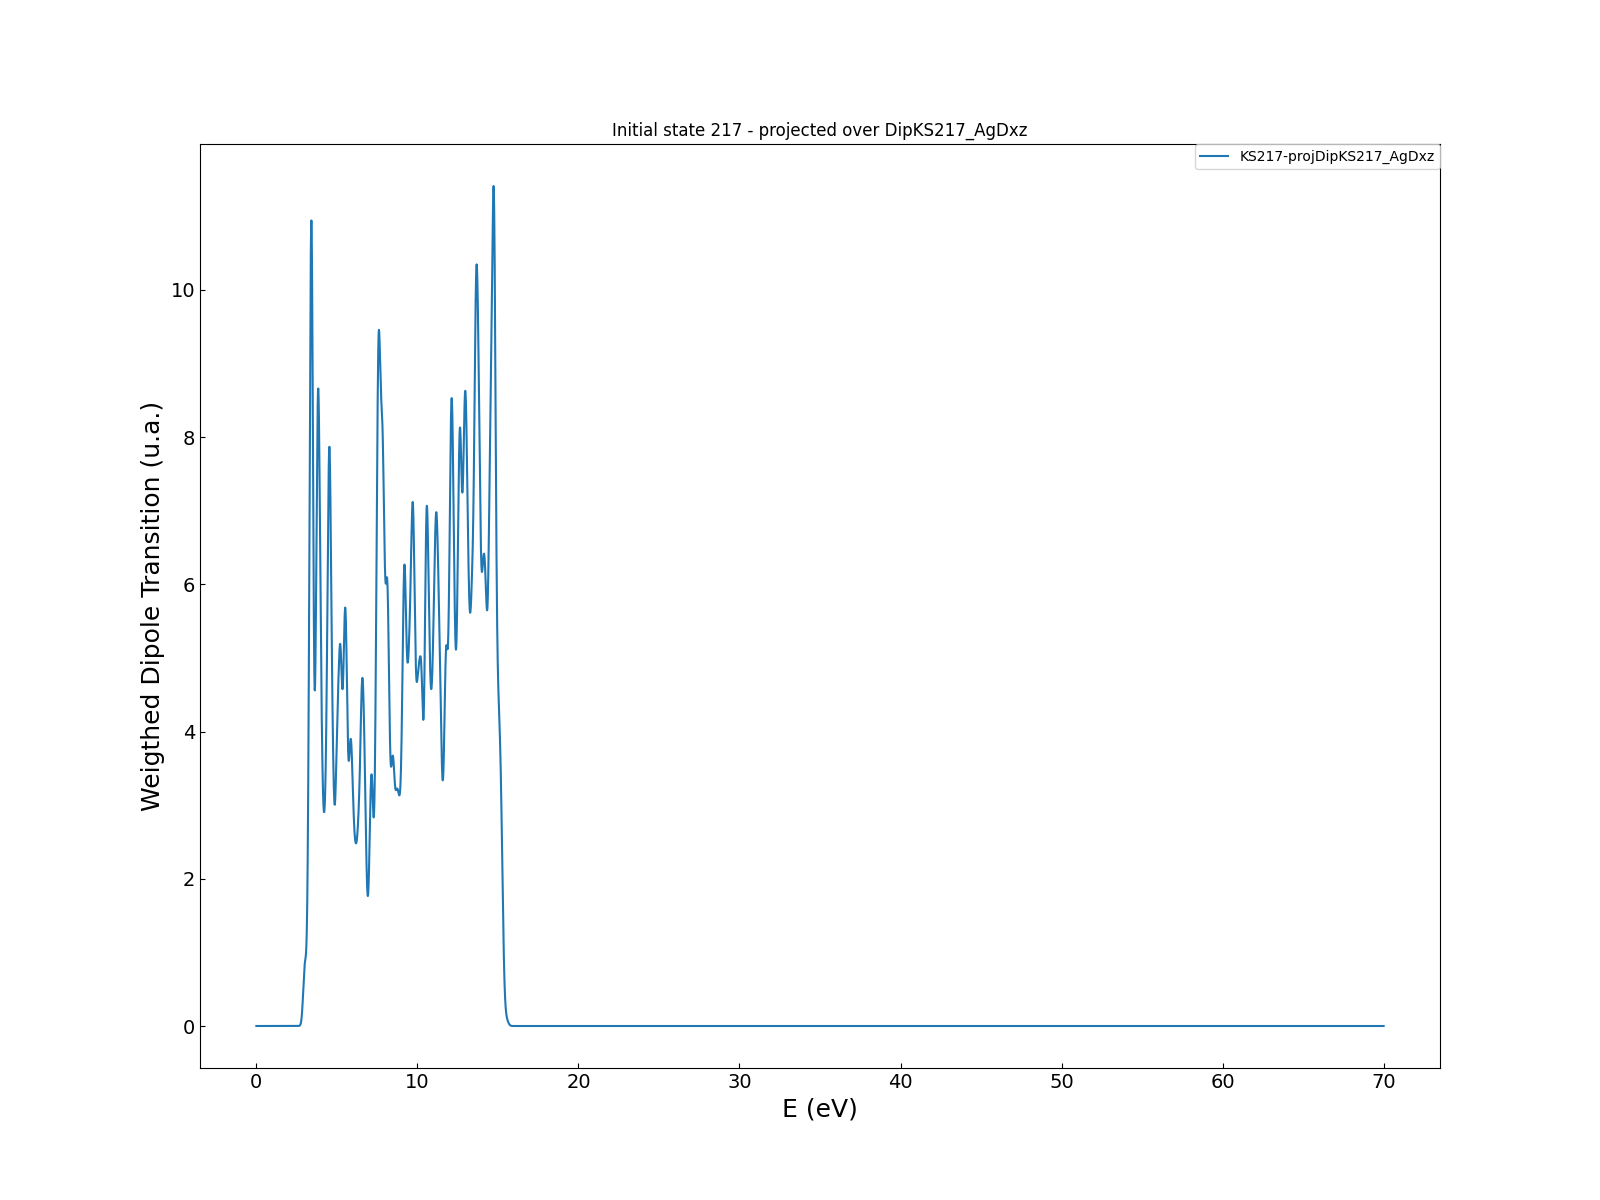 Initial state 217 - projected over DipKS217_AgDxz
KS217-projDipKS217_AgDxz
Weigthed Dipole Transition (u.a.)
10
8
6
4
2
0
0 10 20 30 40 50 60 70
E (eV)